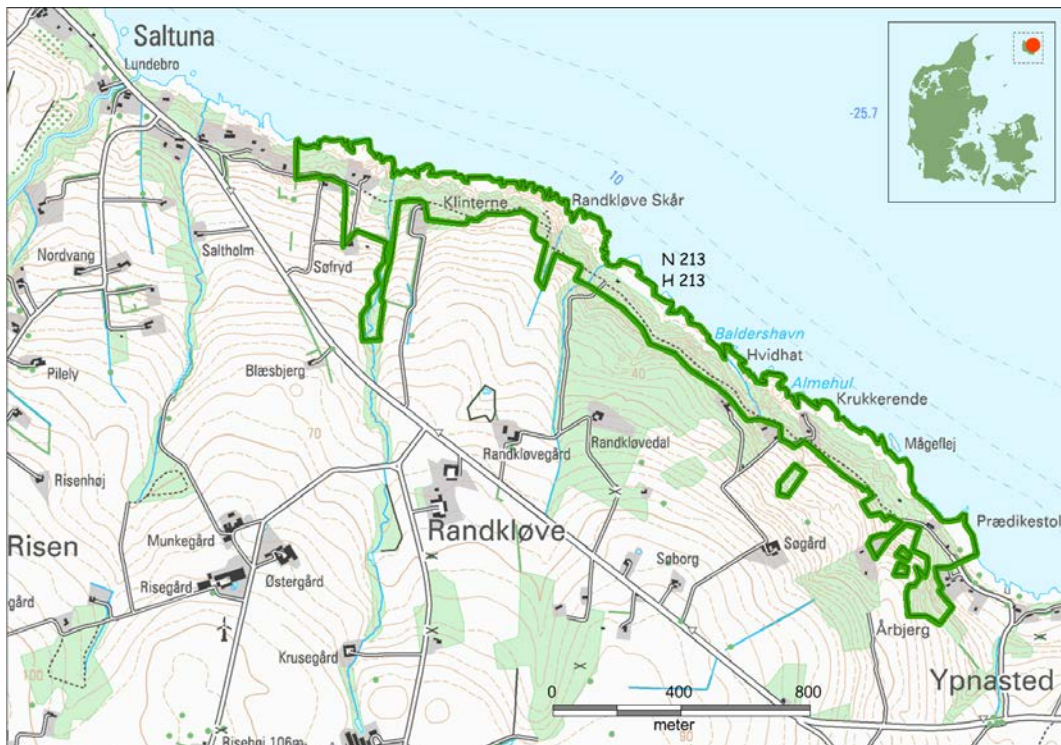 Saltuna
Lundebro
-25.7
10
Klinterne
Randkløve Skår
N 213
H 213
Nordvang
Saltholm
Søfryd
Baldershavn
Hvidhat
Pilely
Blæsbjerg
40
Almehul
Krukkerende
70
Mågeflej
Randkløvegård
Randkløvedal
Risenhøj
Prædikestol
Randkløve
Risen
Munkegård
Søgård
Østergård
Søborg
Risegård
gård
Årbjerg
Krusegård
100
Ypnasted
0 400 800
meter
90
Risehøj 106m